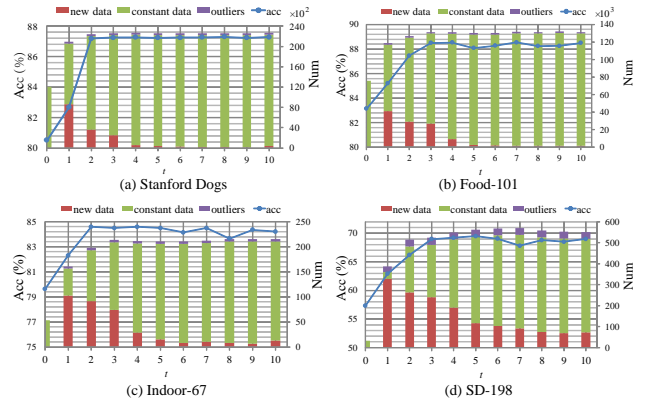 new data constant data outliers acc
88
86
84
82
80
Acc (%)
240
200
160
120
80
40
0
×10²
Num
0 1 2 3 4 5 6 7 8 9 10
t
(a) Stanford Dogs
new data constant data outliers acc
90
88
86
84
82
80
Acc (%)
140
120
100
80
60
40
20
0
×10³
Num
0 1 2 3 4 5 6 7 8 9 10
t
(b) Food-101
new data constant data outliers acc
85
83
81
79
77
75
Acc (%)
250
200
150
100
50
0
Num
0 1 2 3 4 5 6 7 8 9 10
t
(c) Indoor-67
new data constant data outliers acc
70
65
60
55
50
Acc (%)
600
500
400
300
200
100
0
Num
0 1 2 3 4 5 6 7 8 9 10
t
(d) SD-198